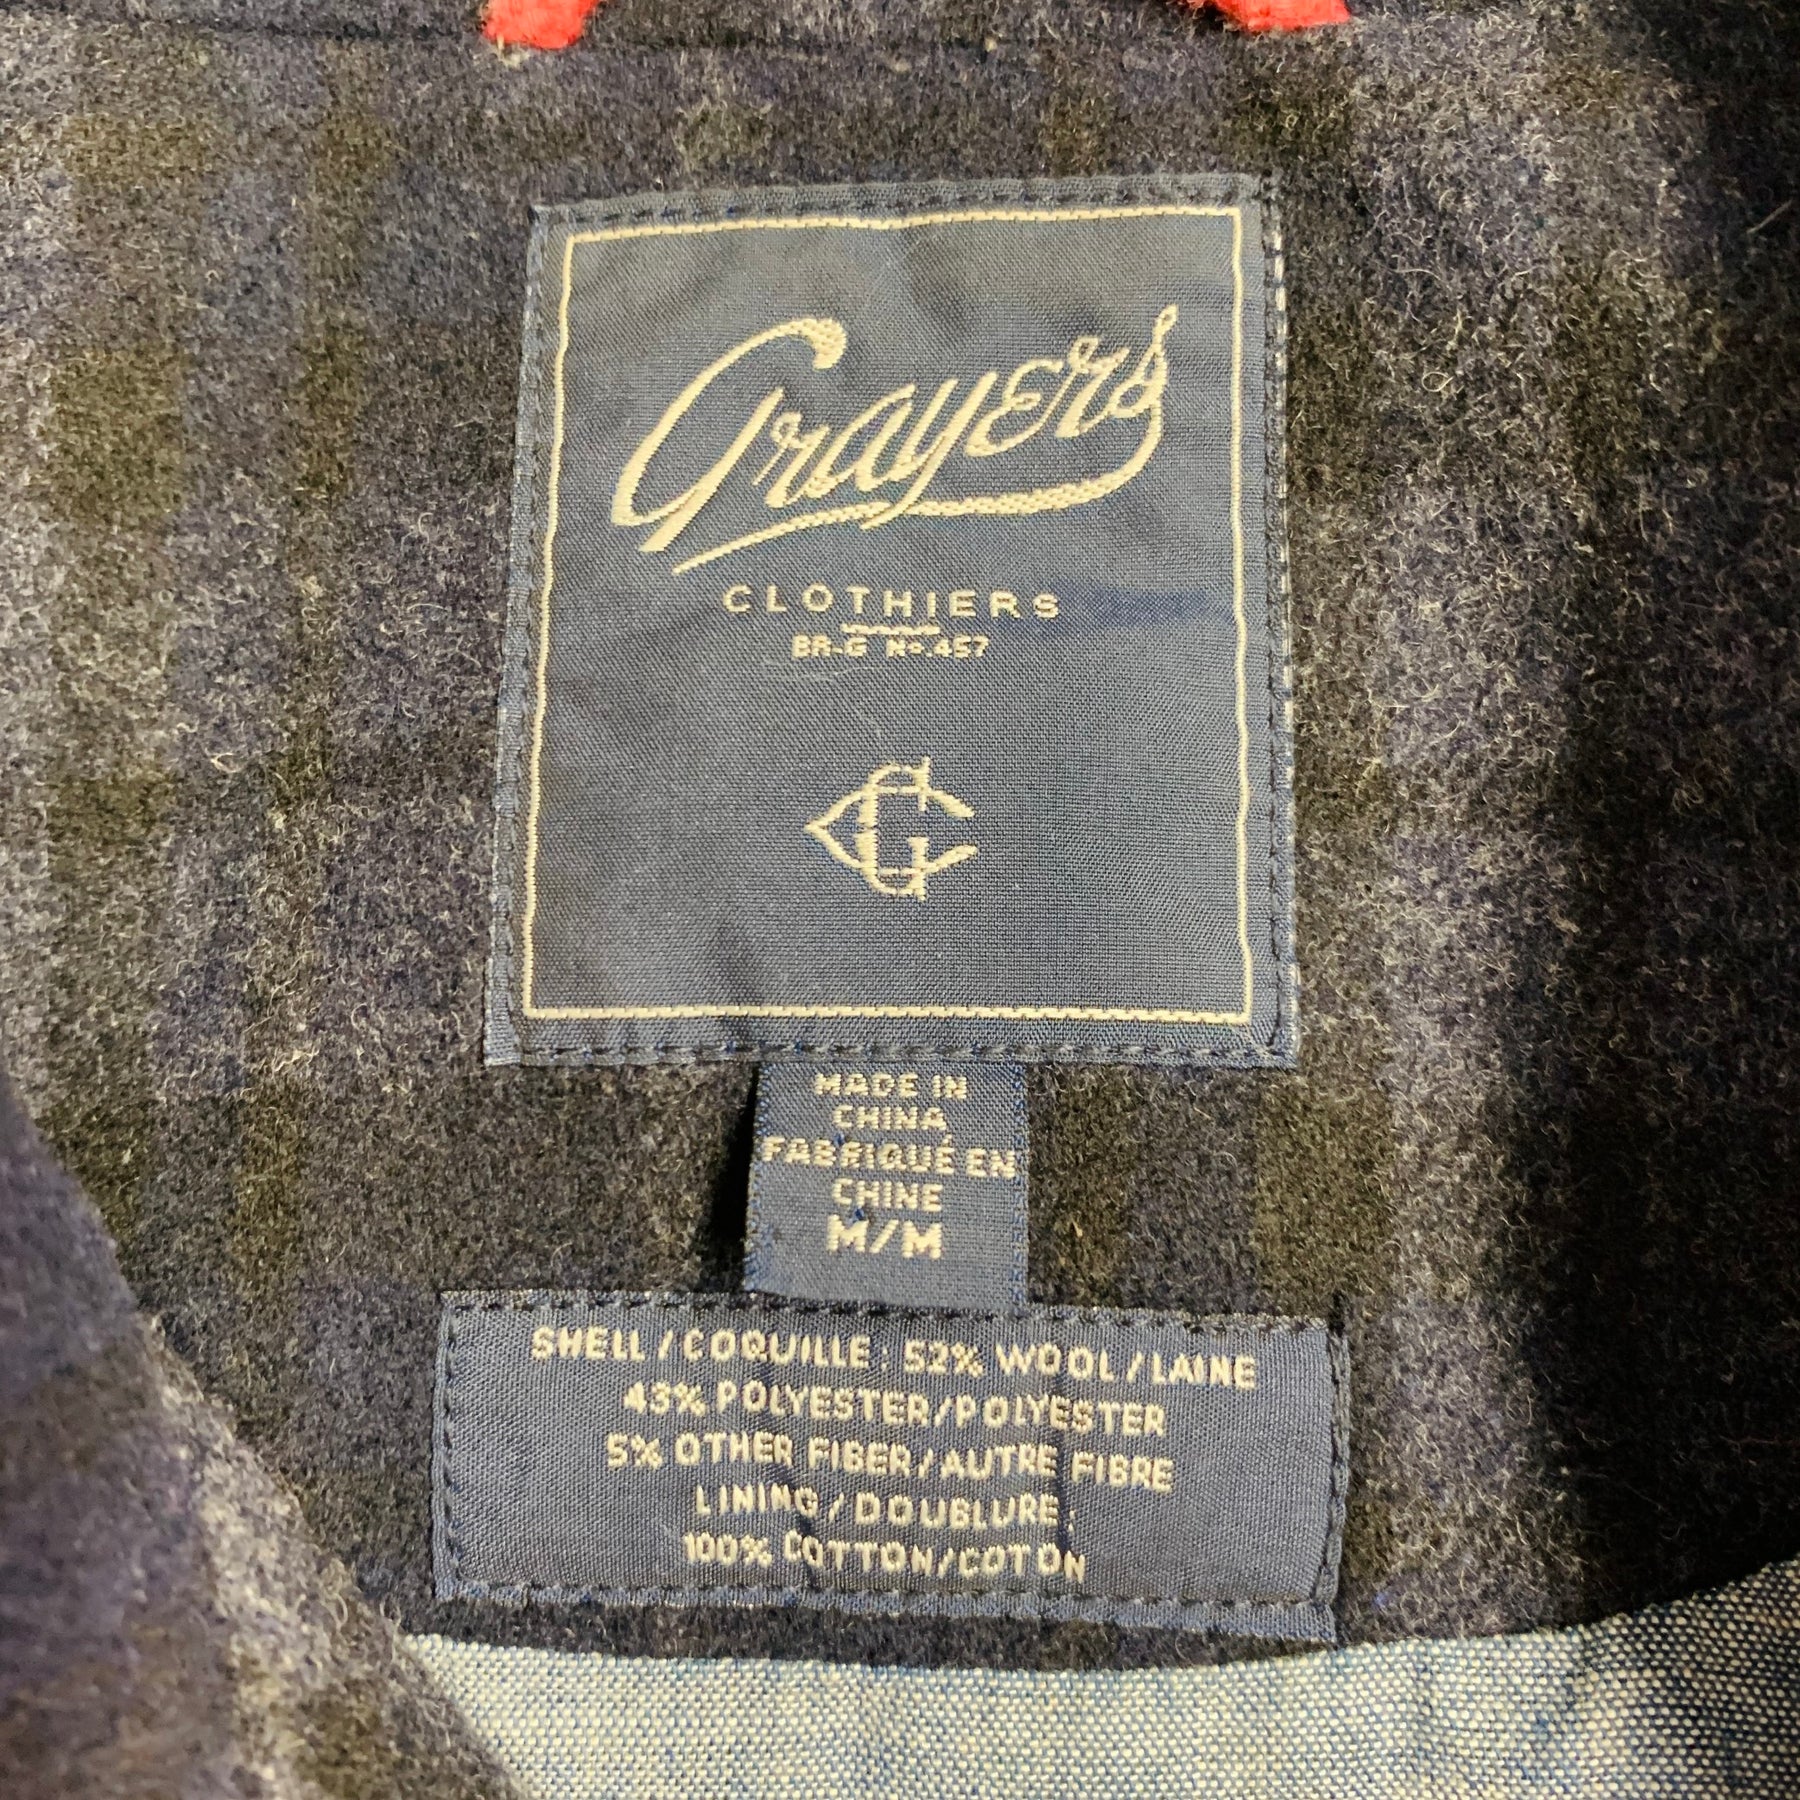 Grayers
CLOTHIERS
BR-G No.457
GC
MADE IN
CHINA
FABRIQUÉ EN
CHINE
M/M
SHELL/COQUILLE: 52% WOOL/LAINE
43% POLYESTER/POLYESTER
5% OTHER FIBER/AUTRE FIBRE
LINING/DOUBLURE:
100% COTTON/COTON